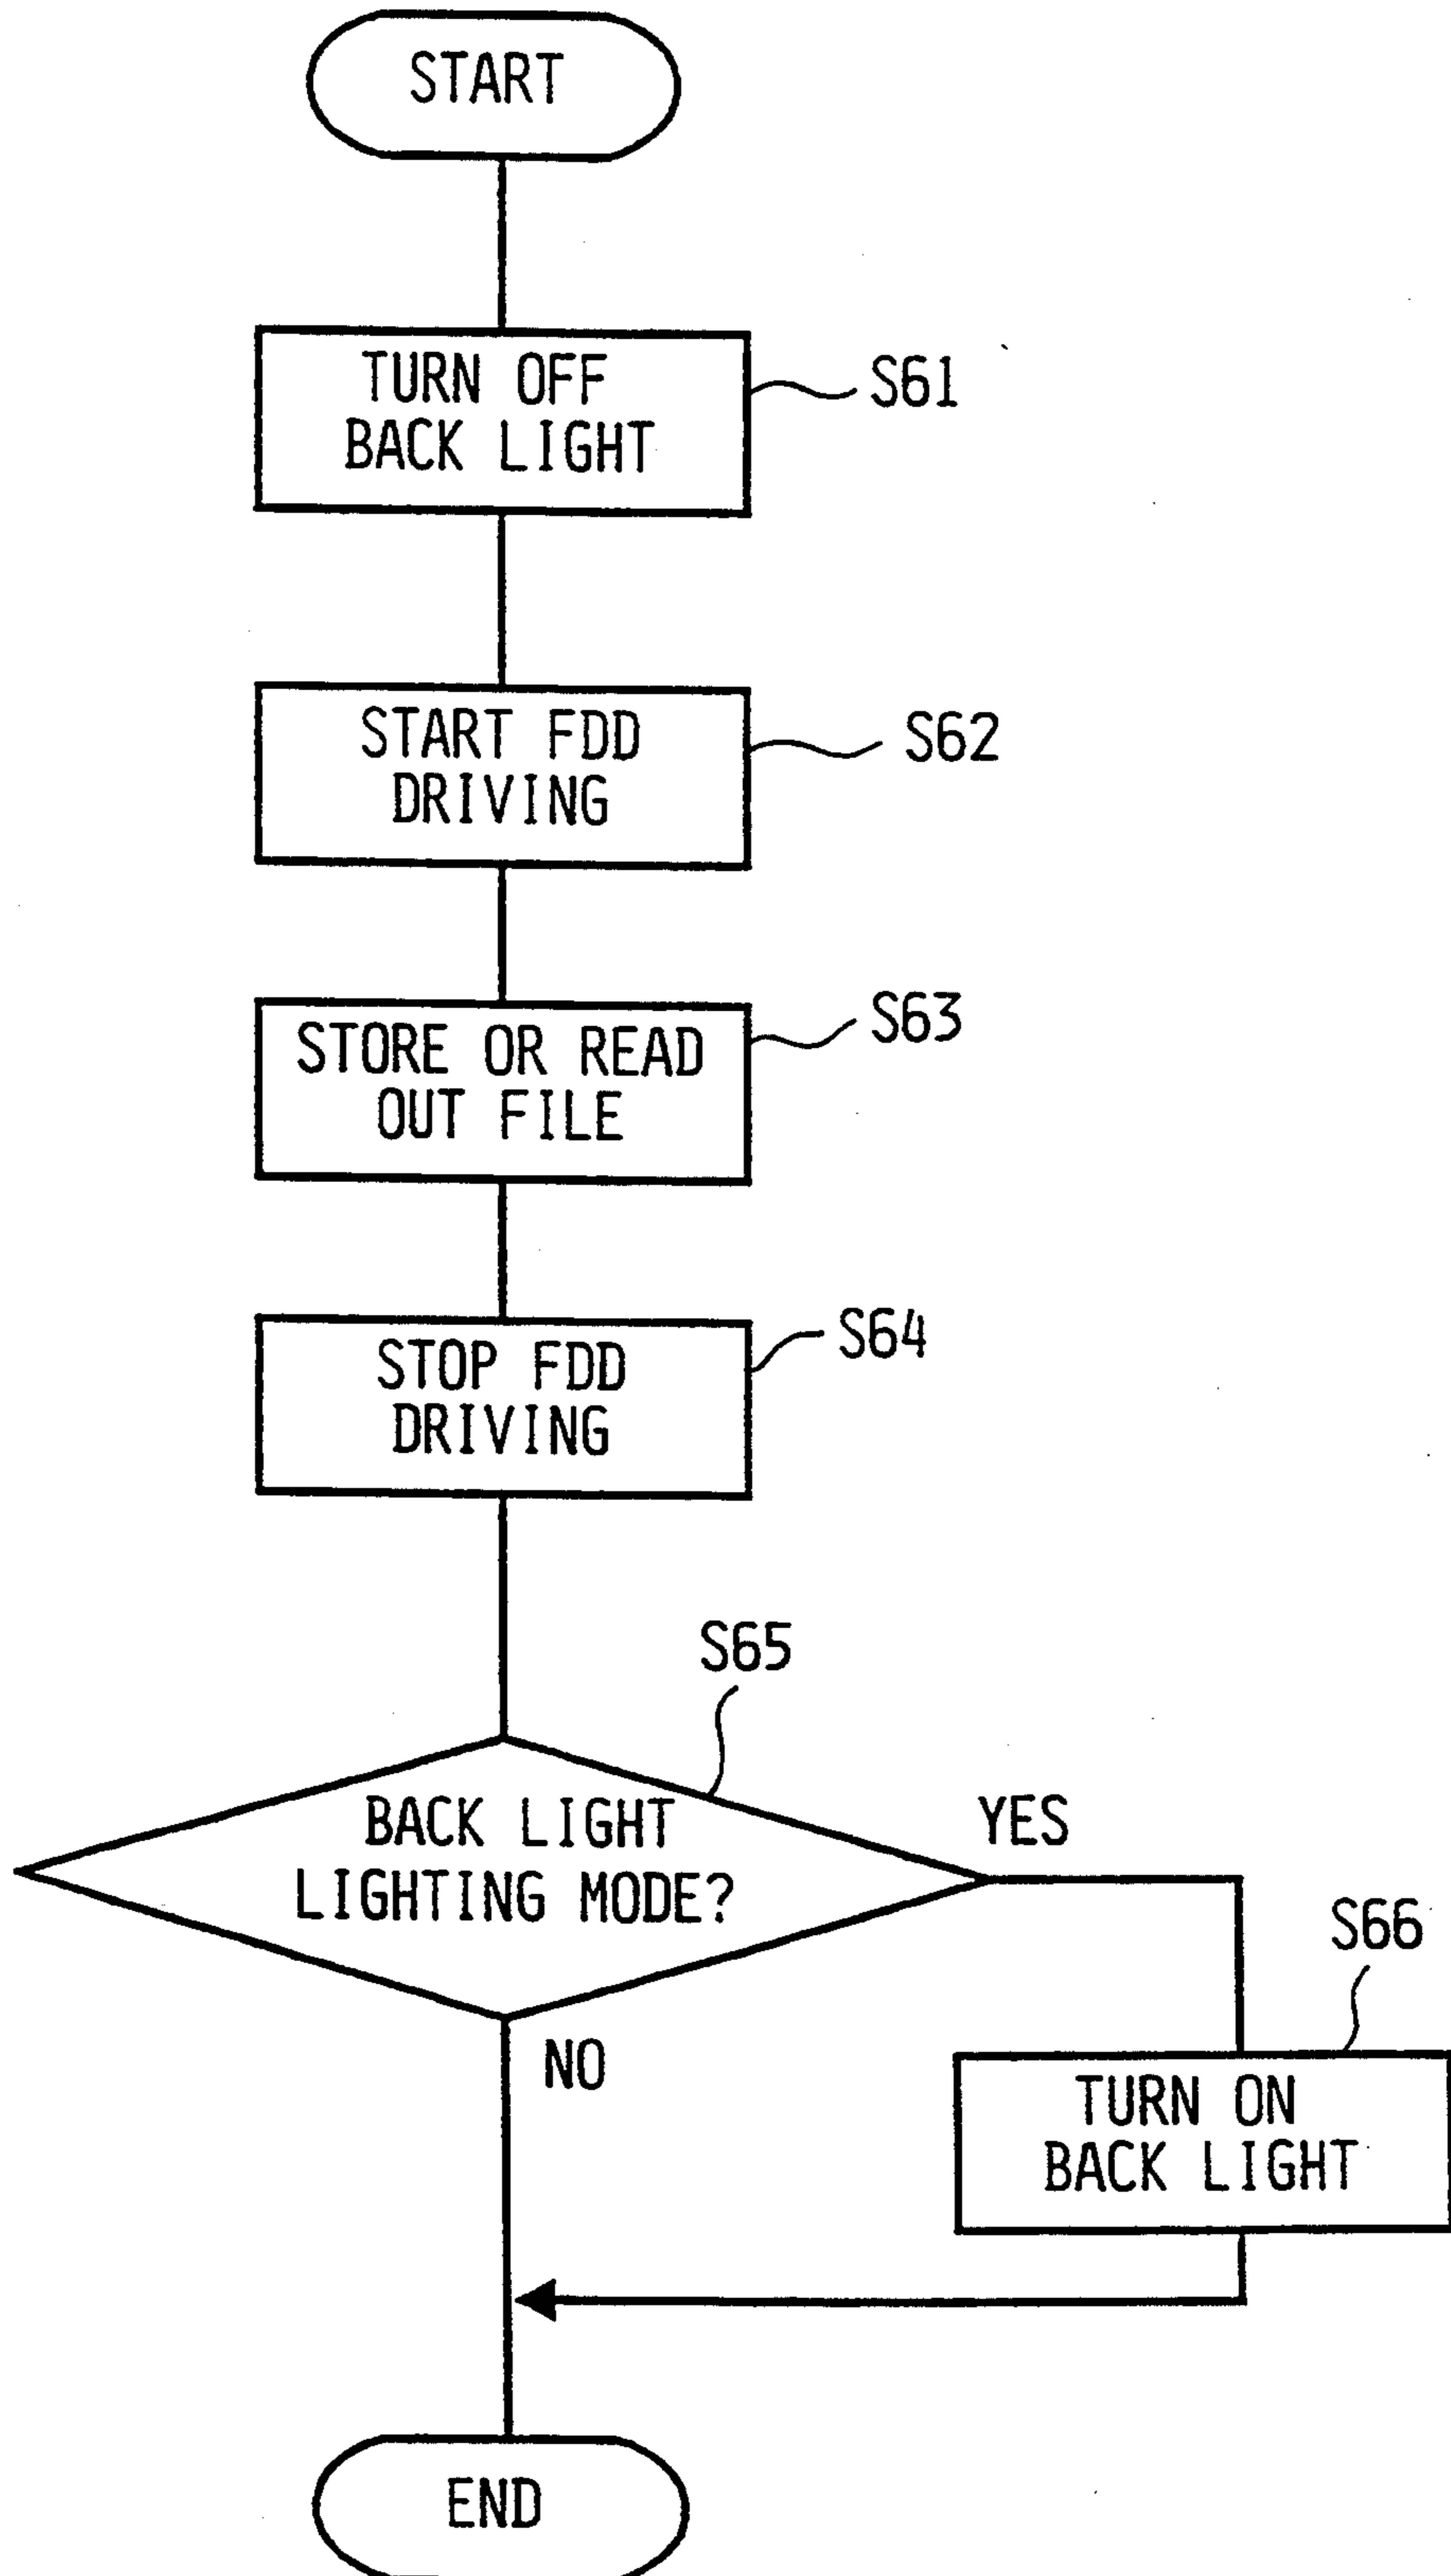 START
TURN OFF
BACK LIGHT
S61
START FDD
DRIVING
S62
STORE OR READ
OUT FILE
S63
STOP FDD
DRIVING
S64
S65
BACK LIGHT
LIGHTING MODE?
YES
NO
S66
TURN ON
BACK LIGHT
END